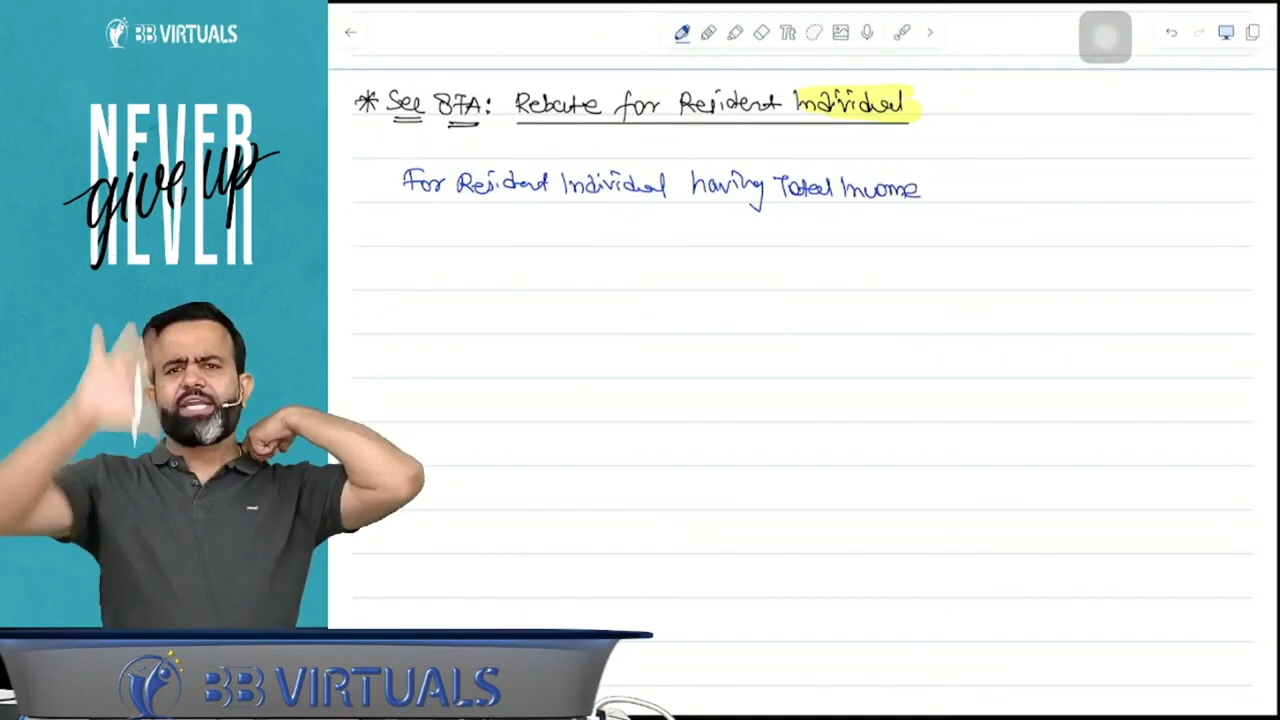 BB VIRTUALS
NEVER
give up
NEVER
* Sec 87A: Rebate for Resident Individual
For Resident Individual having Total Income
BB VIRTUALS